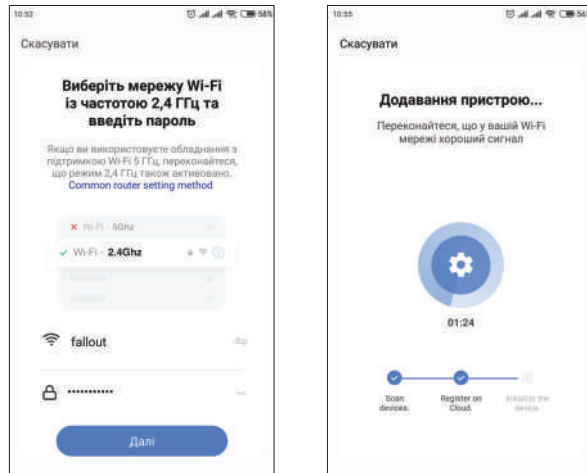 10:52
58%
Скасувати
Виберіть мережу Wi-Fi
із частотою 2,4 ГГц та
введіть пароль
Якщо ви використовуєте обладнання з
підтримкою Wi-Fi 5 ГГц, переконайтеся,
що режим 2,4 ГГц також активовано.
Common router setting method
Wi-Fi - 5Ghz
Wi-Fi - 2.4Ghz
fallout
•••••••••••
Далі
10:55
Скасувати
Додавання пристрою...
Переконайтеся, що у вашій Wi-Fi
мережі хороший сигнал
01:24
Scan
devices.
Register on
Cloud.
Initialize the
device.